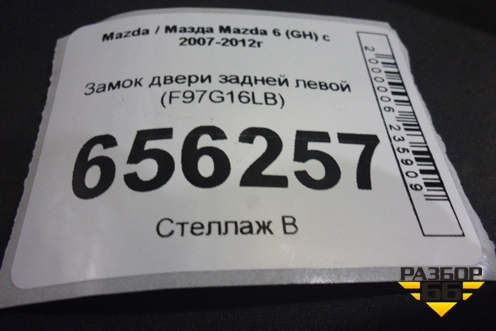 Mazda / Мазда Mazda 6 (GH) с
2007-2012г
Замок двери задней левой
(F97G16LB)
656257
Стеллаж В
2000006235909
РАЗБОР
66